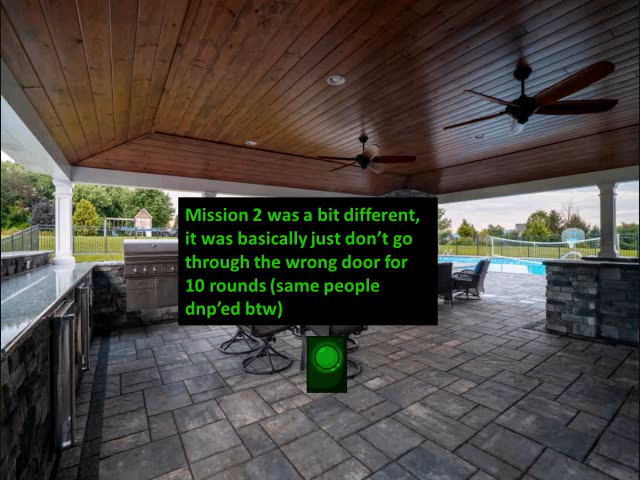 Mission 2 was a bit different,
it was basically just don’t go
through the wrong door for
10 rounds (same people
dnp’ed btw)